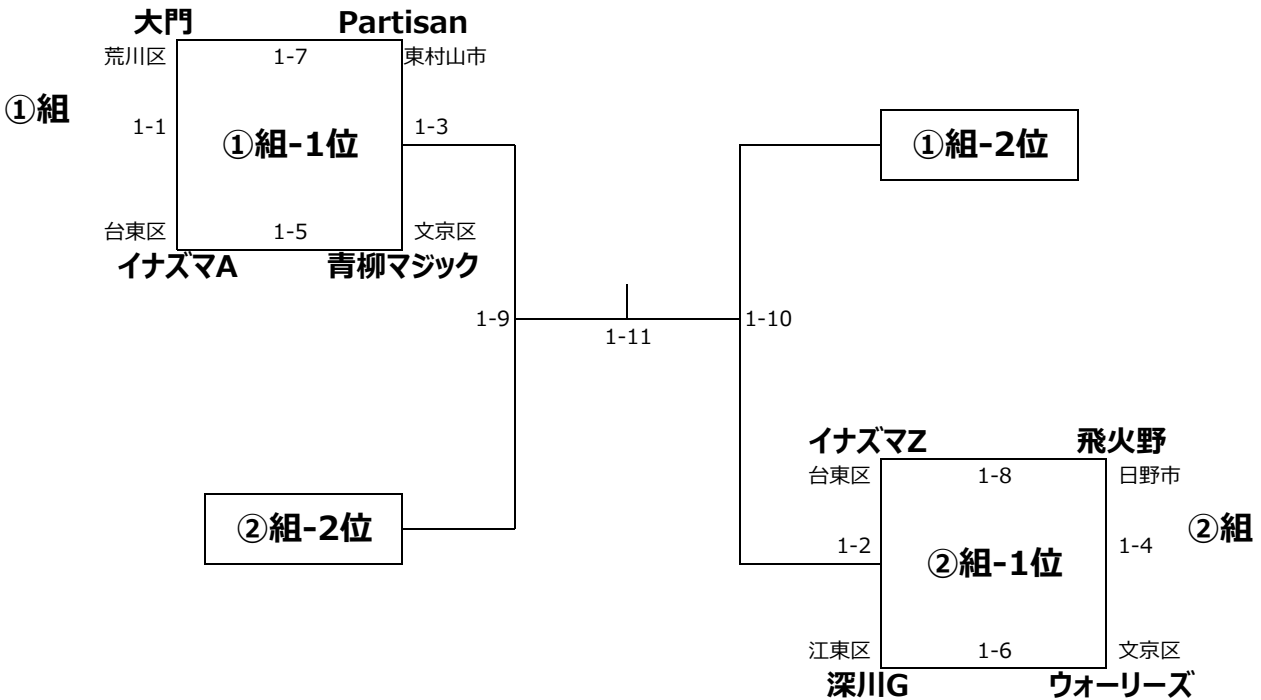 大門 Partisan
荒川区 1-7 東村山市
①組
1-1 ①組-1位 1-3
①組-2位
台東区 1-5 文京区
イナズマA 青柳マジック
1-9 1-11 1-10
イナズマZ 飛火野
台東区 1-8 日野市
②組-2位
1-2 ②組-1位 1-4 ②組
江東区 1-6 文京区
深川G ウォーリーズ